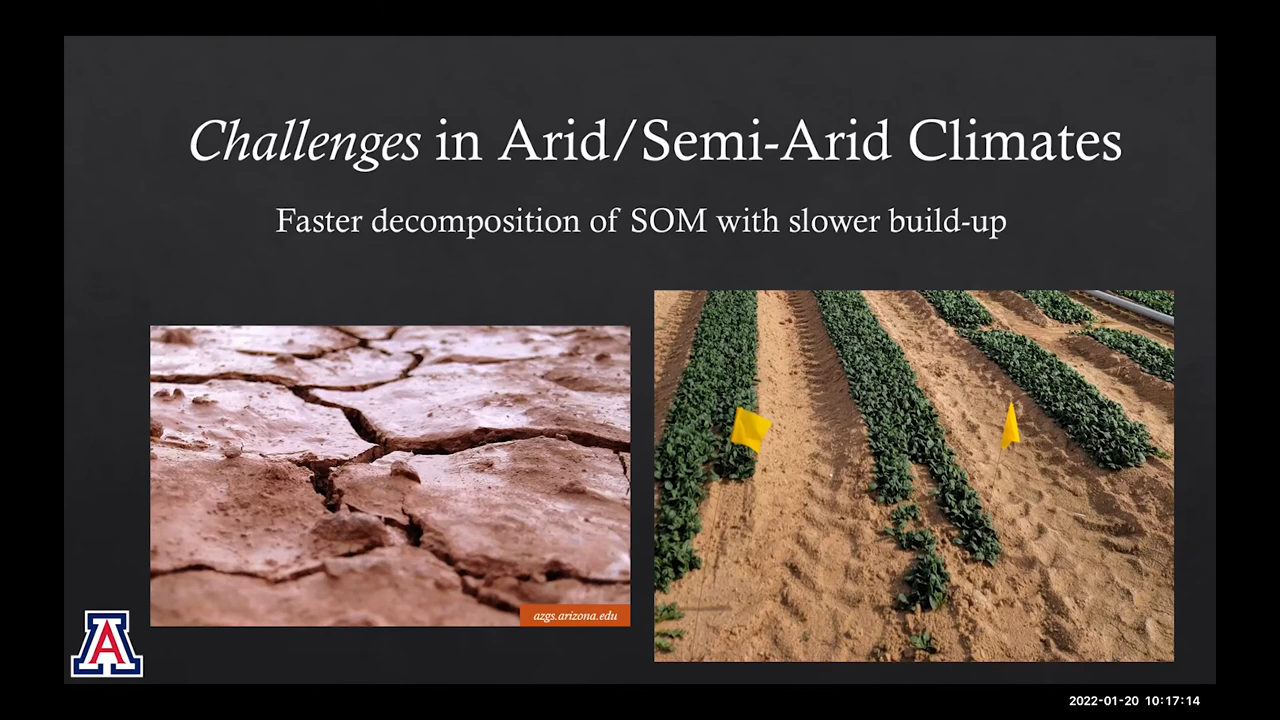 Challenges in Arid/Semi-Arid Climates
Faster decomposition of SOM with slower build-up
azgs.arizona.edu
A
2022-01-20 10:17:14